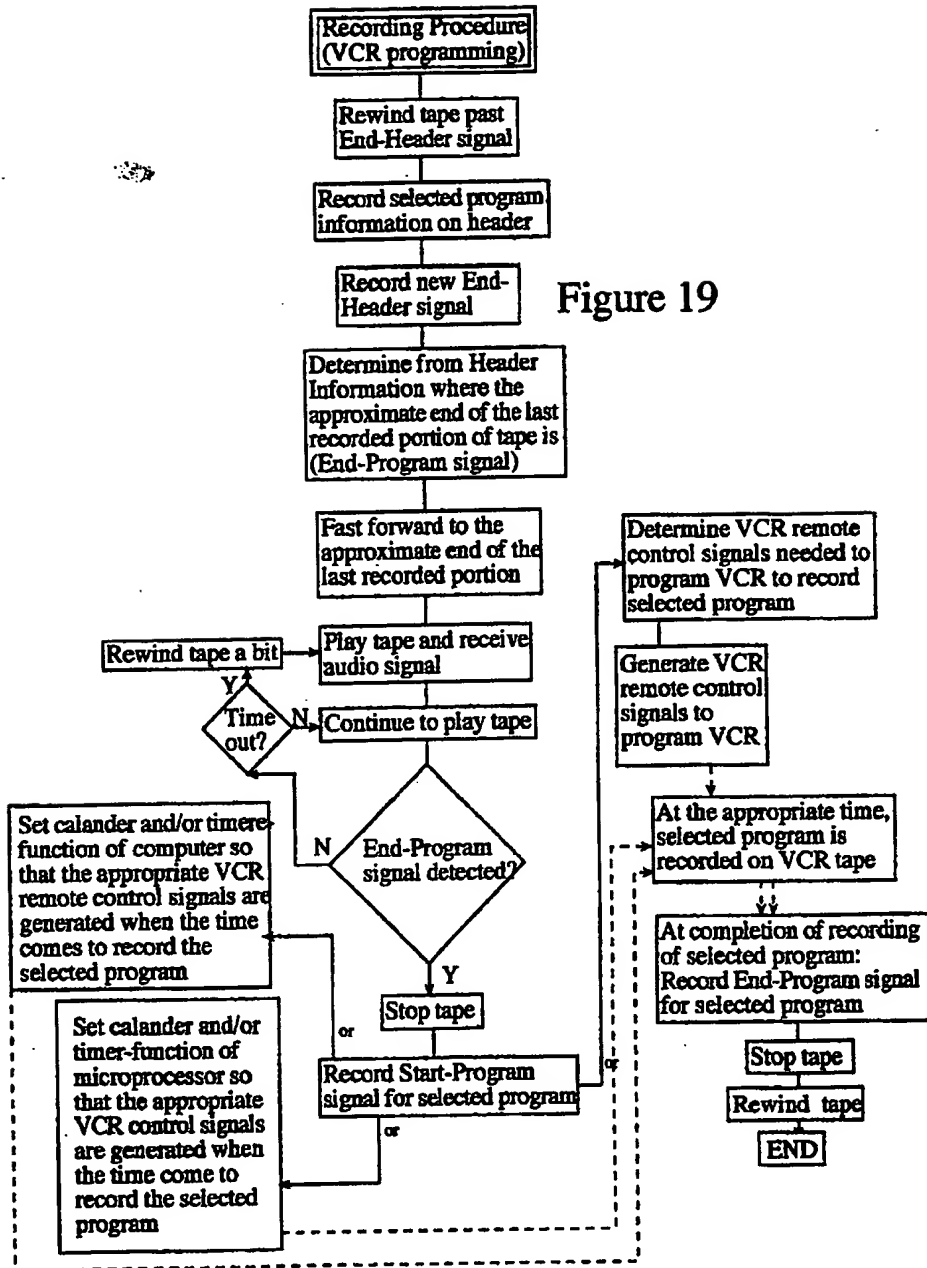 Recording Procedure
(VCR programming)
Rewind tape past
End-Header signal
Record selected program
information on header
Record new End-
Header signal
Figure 19
Determine from Header
Information where the
approximate end of the last
recorded portion of tape is
(End-Program signal)
Fast forward to the
approximate end of the
last recorded portion
Rewind tape a bit
Play tape and receive
audio signal
Y
Time
out?
N
Continue to play tape
N
End-Program
signal detected?
Y
Stop tape
Record Start-Program
signal for selected program
or
or
or
Set calander and/or timere-
function of computer so
that the appropriate VCR
remote control signals are
generated when the time
comes to record the
selected program
Set calander and/or
timer-function of
microprocessor so
that the appropriate
VCR control signals
are generated when
the time come to
record the selected
program
Determine VCR remote
control signals needed to
program VCR to record
selected program
Generate VCR
remote control
signals to
program VCR
At the appropriate time,
selected program is
recorded on VCR tape
At completion of recording
of selected program:
Record End-Program signal
for selected program
Stop tape
Rewind tape
END